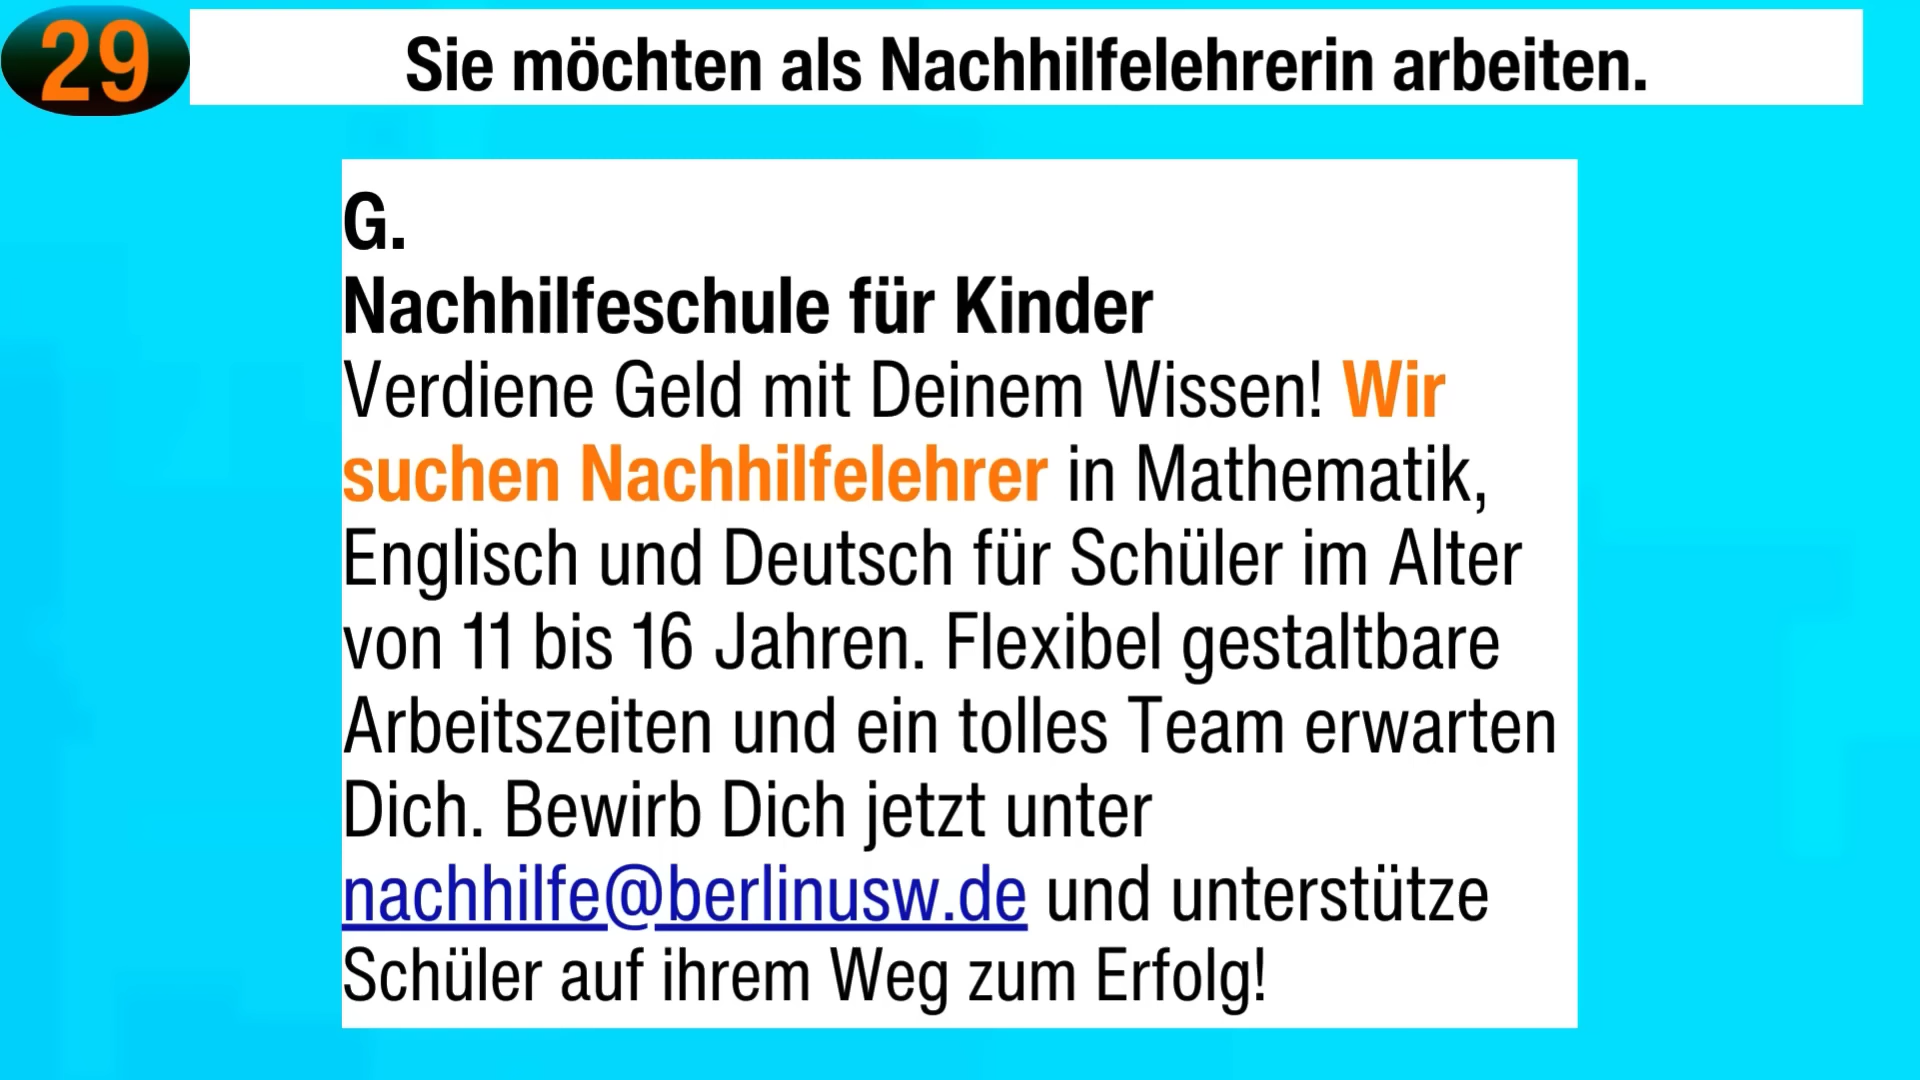 29
Sie möchten als Nachhilfelehrerin arbeiten.
G.
Nachhilfeschule für Kinder
Verdiene Geld mit Deinem Wissen! Wir
suchen Nachhilfelehrer in Mathematik,
Englisch und Deutsch für Schüler im Alter
von 11 bis 16 Jahren. Flexibel gestaltbare
Arbeitszeiten und ein tolles Team erwarten
Dich. Bewirb Dich jetzt unter
nachhilfe@berlinusw.de und unterstütze
Schüler auf ihrem Weg zum Erfolg!